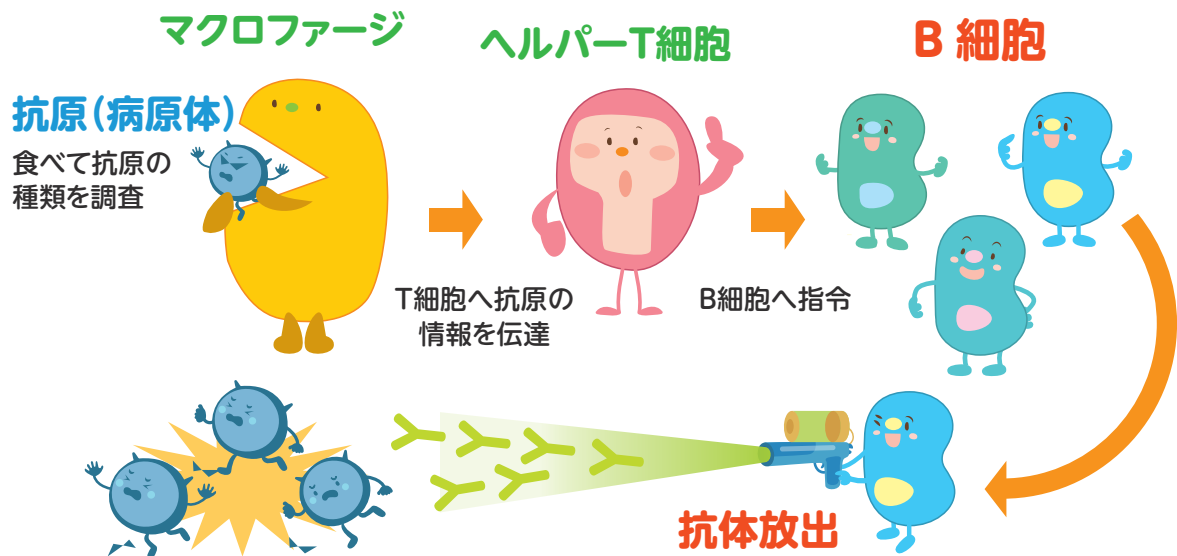 マクロファージ
ヘルパーT細胞
B 細胞
抗原(病原体)
食べて抗原の
種類を調査
T細胞へ抗原の
情報を伝達
B細胞へ指令
抗体放出